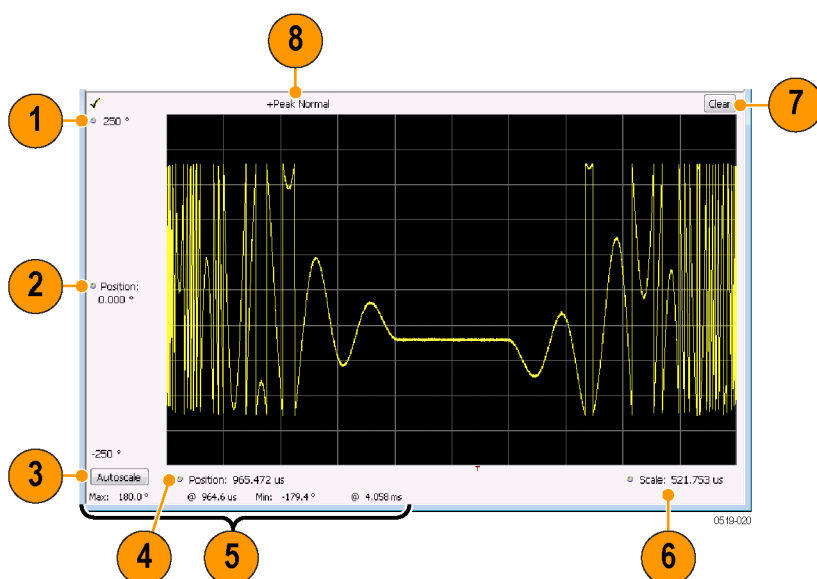 8
+Peak Normal
Clear
7
1
250 °
2
Position:
0.000 °
-250 °
3
Autoscale
Position: 965.472 us
T
Scale: 521.753 us
Max: 180.0 ° @ 964.6 us Min: -179.4 ° @ 4.058 ms
0519-020
4
5
6